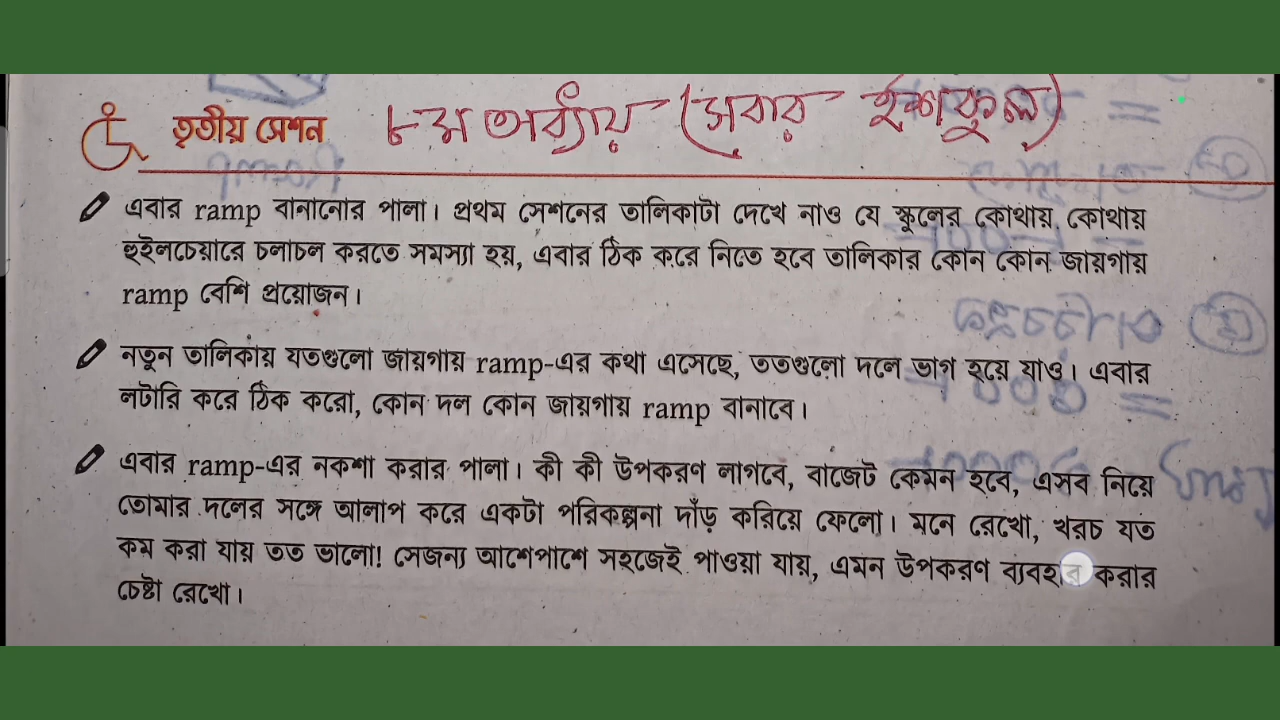 তৃতীয় সেশন ৮ম অধ্যায় (সবার
এবার ramp বানানোর পালা। প্রথম সেশনের তালিকাটা দেখে নাও যে স্কুলের কোথায় কোথায়
হুইলচেয়ারে চলাচল করতে সমস্যা হয়, এবার ঠিক করে নিতে হবে তালিকার কোন কোন জায়গায়
ramp বেশি প্রয়োজন।
নতুন তালিকায় যতগুলো জায়গায় ramp-এর কথা এসেছে, ততগুলো দলে ভাগ হয়ে যাও। এবার
লটারি করে ঠিক করো, কোন দল কোন জায়গায় ramp বানাবে।
এবার ramp-এর নকশা করার পালা। কী কী উপকরণ লাগবে, বাজেট কেমন হবে, এসব নিয়ে
তোমার দলের সঙ্গে আলাপ করে একটা পরিকল্পনা দাঁড় করিয়ে ফেলো। মনে রেখো, খরচ যত
কম করা যায় তত ভালো! সেজন্য আশেপাশে সহজেই পাওয়া যায়, এমন উপকরণ ব্যবহার করার
চেষ্টা রেখো।